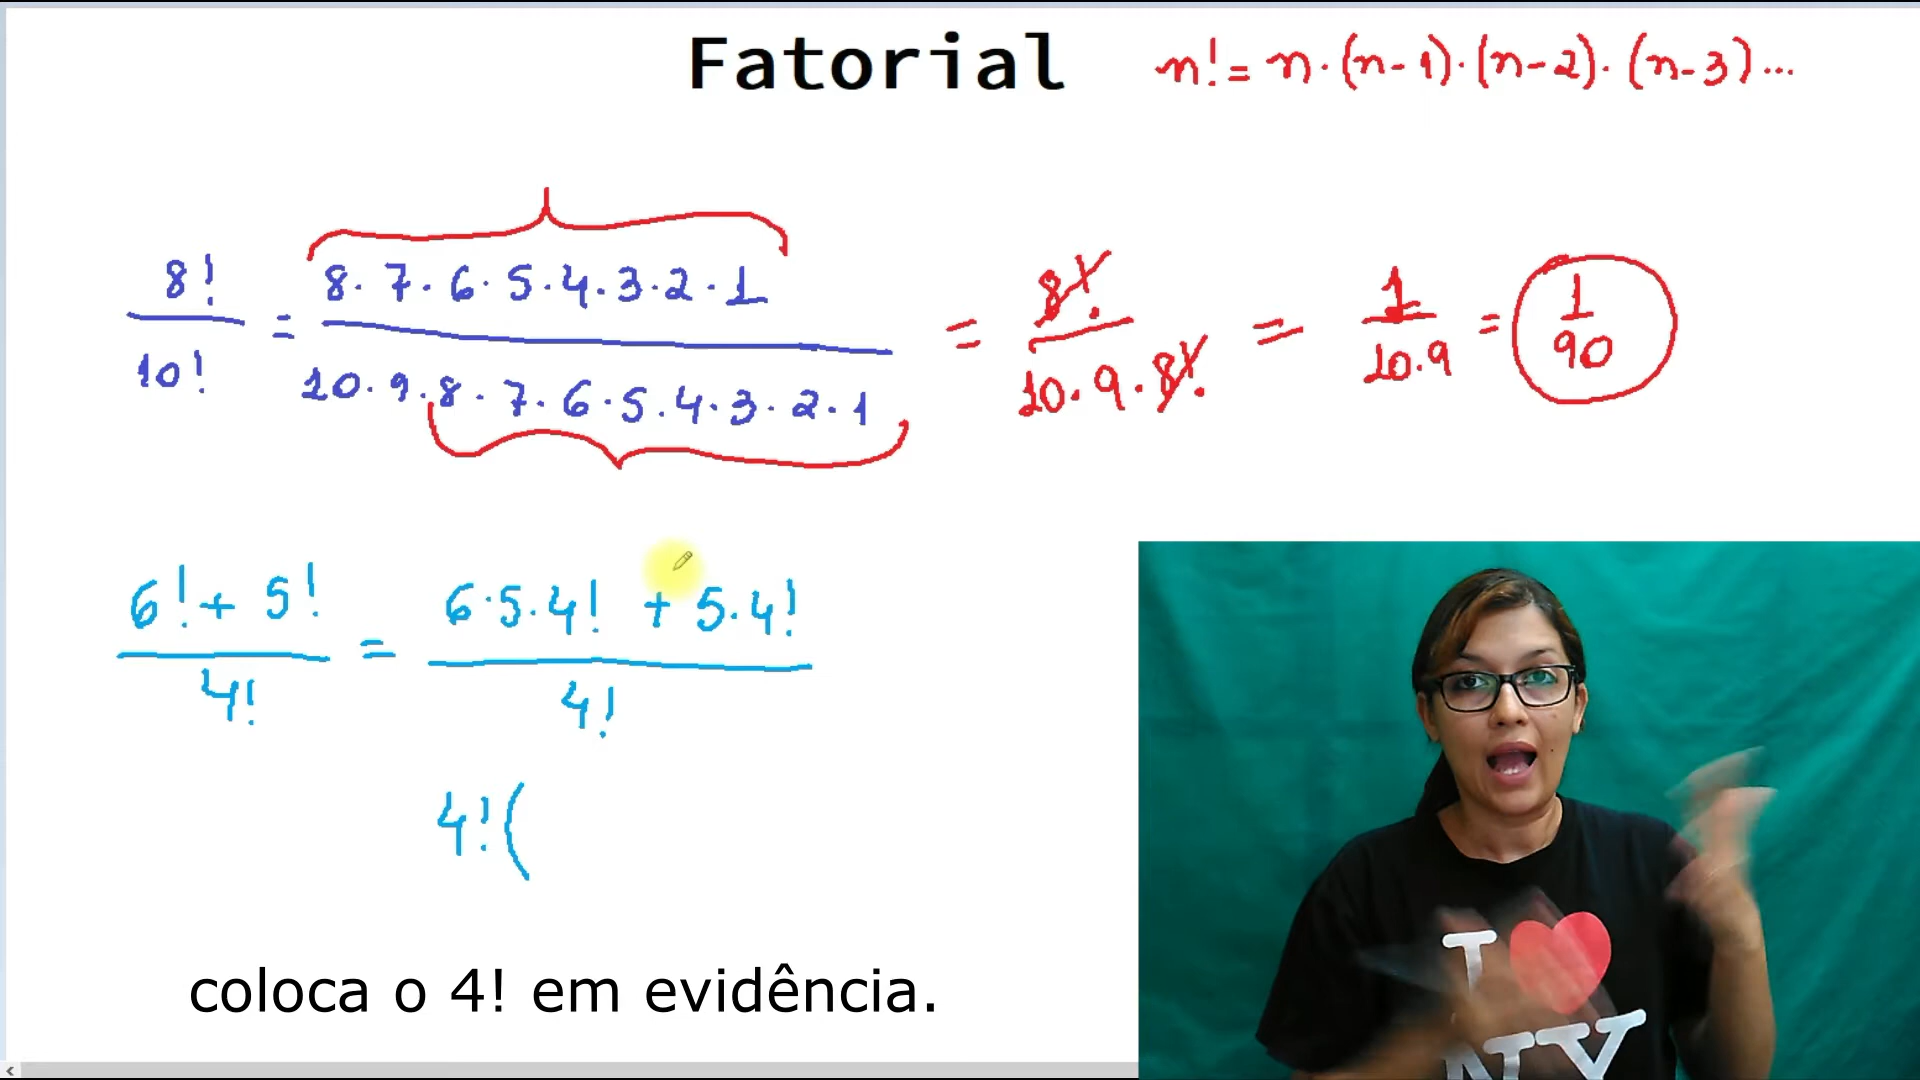 Fatorial
n! = n · (n-1) · (n-2) · (n-3) ...
8!/10! = 8 · 7 · 6 · 5 · 4 · 3 · 2 · 1 / 10 · 9 · 8 · 7 · 6 · 5 · 4 · 3 · 2 · 1 = 8! / 10 · 9 · 8! = 1 / 10 · 9 = 1/90
6! + 5! / 4! = 6 · 5 · 4! + 5 · 4! / 4!
4! (
coloca o 4! em evidência.
I ♥
NY